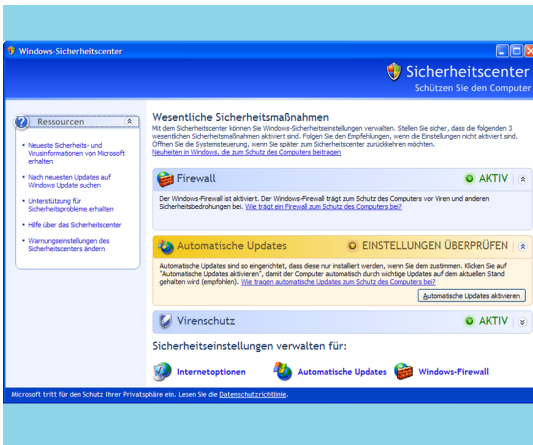 Windows-Sicherheitscenter
Sicherheitscenter
Schützen Sie den Computer
Ressourcen
• Neueste Sicherheits- und
Virusinformationen von Microsoft
erhalten
• Nach neuesten Updates auf
Windows Update suchen
• Unterstützung für
Sicherheitsprobleme erhalten
• Hilfe über das Sicherheitscenter
• Warnungseinstellungen des
Sicherheitscenters ändern
Wesentliche Sicherheitsmaßnahmen
Mit dem Sicherheitscenter können Sie Windows-Sicherheitseinstellungen verwalten. Stellen Sie sicher, dass die folgenden 3
wesentlichen Sicherheitsmaßnahmen aktiviert sind. Folgen Sie den Empfehlungen, wenn die Einstellungen nicht aktiviert sind.
Öffnen Sie die Systemsteuerung, wenn Sie später zum Sicherheitscenter zurückkehren möchten.
Neuheiten in Windows, die zum Schutz des Computers beitragen
Firewall AKTIV
Der Windows-Firewall ist aktiviert. Der Windows-Firewall trägt zum Schutz des Computers vor Viren und anderen
Sicherheitsbedrohungen bei. Wie trägt ein Firewall zum Schutz des Computers bei?
Automatische Updates EINSTELLUNGEN ÜBERPRÜFEN
Automatische Updates sind so eingerichtet, dass diese nur installiert werden, wenn Sie dem zustimmen. Klicken Sie auf
"Automatische Updates aktivieren", damit der Computer automatisch durch wichtige Updates auf dem aktuellen Stand
gehalten wird (empfohlen). Wie tragen automatische Updates zum Schutz des Computers bei?
Automatische Updates aktivieren
Virenschutz AKTIV
Sicherheitseinstellungen verwalten für:
Internetoptionen Automatische Updates Windows-Firewall
Microsoft tritt für den Schutz Ihrer Privatsphäre ein. Lesen Sie die Datenschutzrichtlinie.